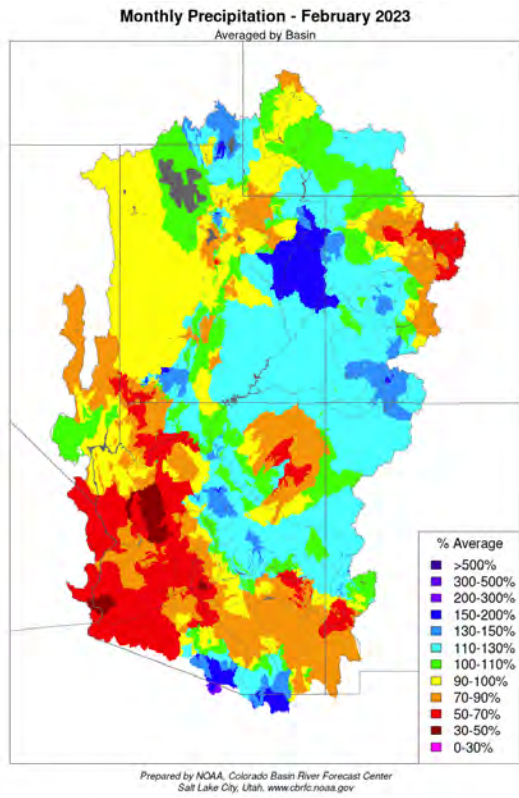 Monthly Precipitation - February 2023
Averaged by Basin
% Average
>500%
300-500%
200-300%
150-200%
130-150%
110-130%
100-110%
90-100%
70-90%
50-70%
30-50%
0-30%
Prepared by NOAA, Colorado Basin River Forecast Center
Salt Lake City, Utah, www.cbrfc.noaa.gov